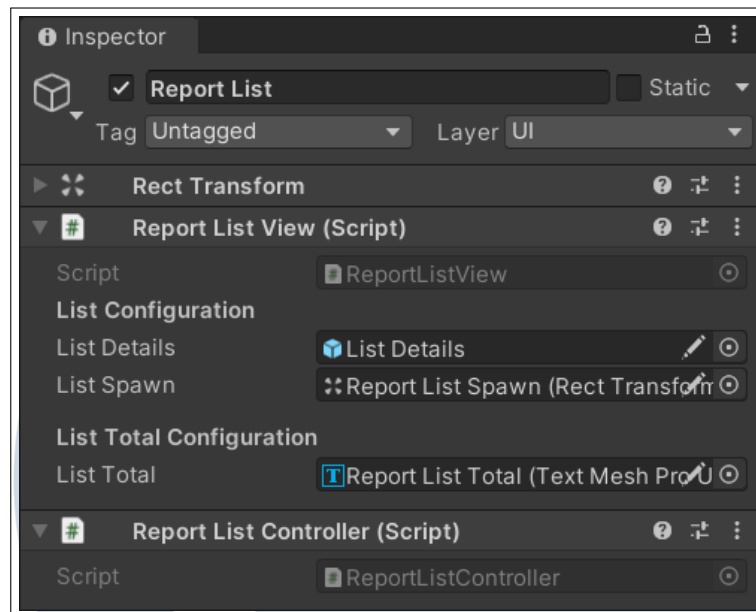 Inspector
Report List
Static
Tag Untagged Layer UI
Rect Transform
Report List View (Script)
Script ReportListView
List Configuration
List Details List Details
List Spawn Report List Spawn (Rect Transform
List Total Configuration
List Total Report List Total (Text Mesh Pro U
Report List Controller (Script)
Script ReportListController